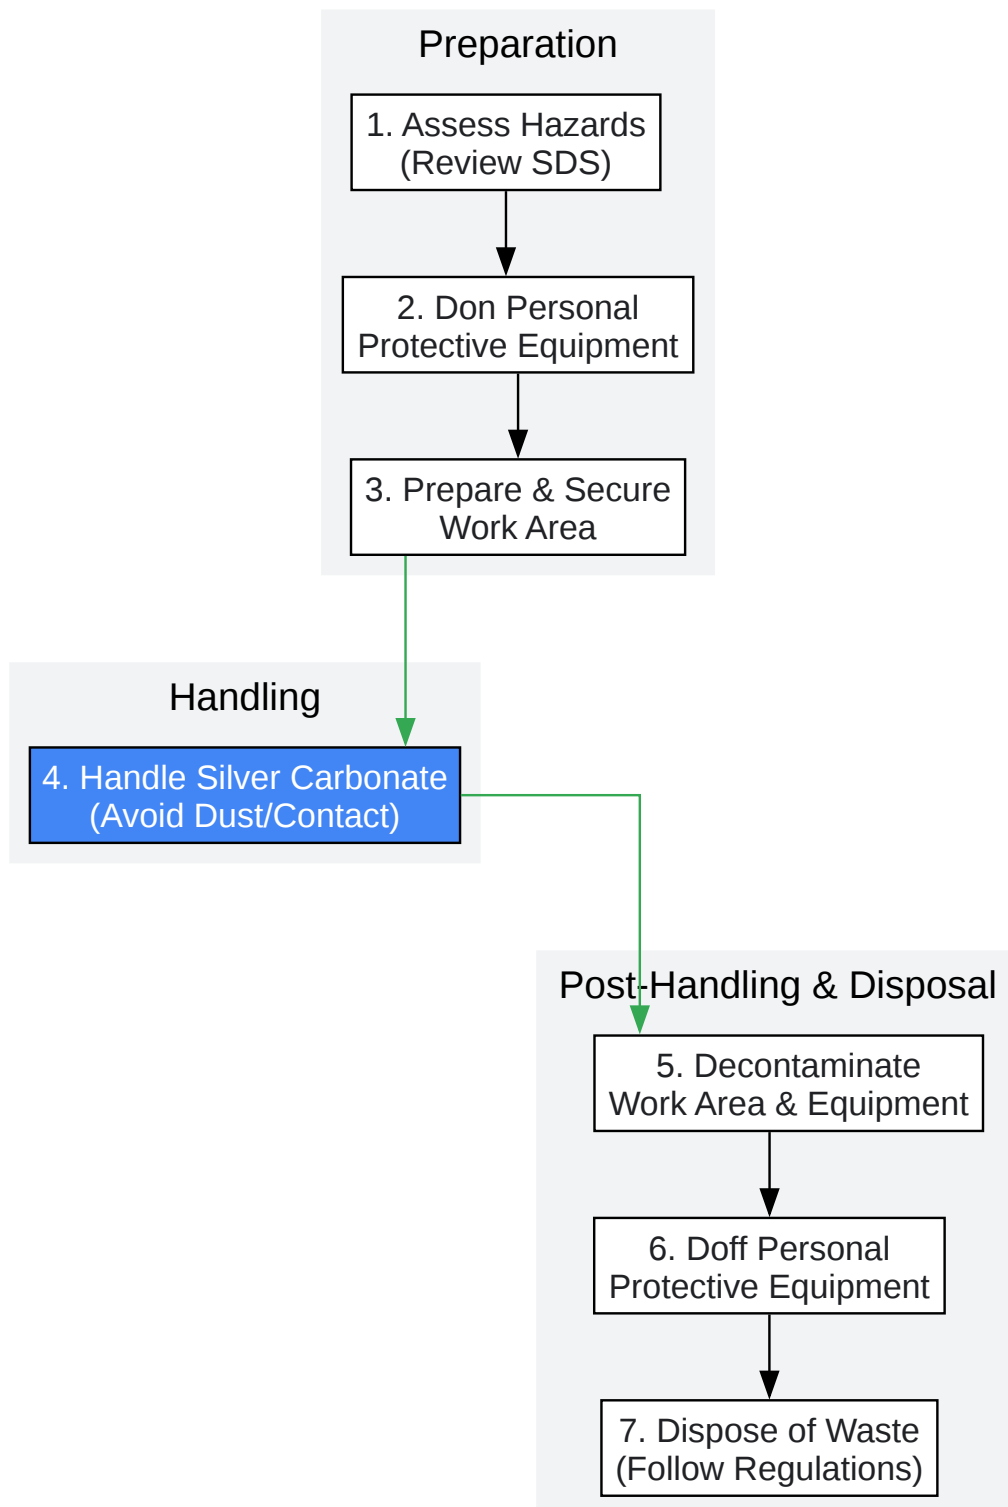 Preparation
1. Assess Hazards
(Review SDS)
2. Don Personal
Protective Equipment
3. Prepare & Secure
Work Area
Handling
4. Handle Silver Carbonate
(Avoid Dust/Contact)
Post-Handling & Disposal
5. Decontaminate
Work Area & Equipment
6. Doff Personal
Protective Equipment
7. Dispose of Waste
(Follow Regulations)